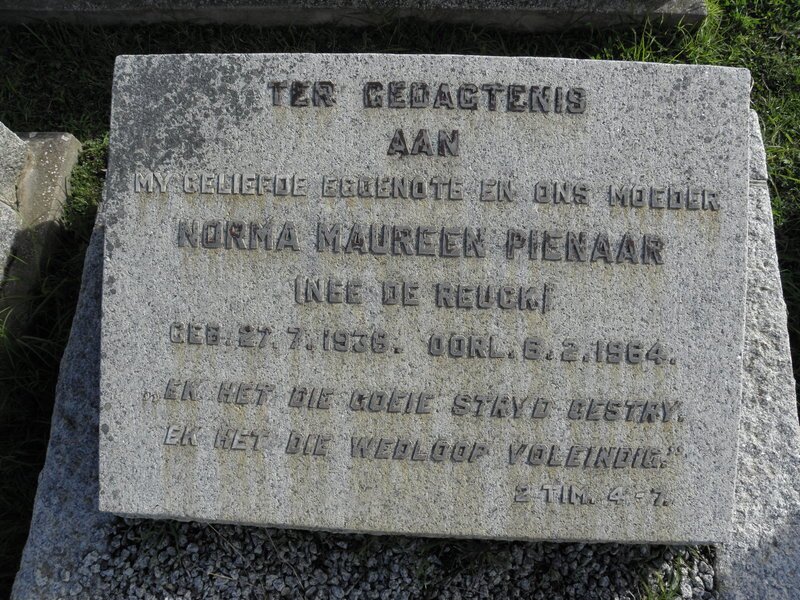 TER GEDAGTENIS
AAN
MY GELIEFDE EGGENOTE EN ONS MOEDER
NORMA MAUREEN PIENAAR
(NEE DE REUCK)
GEB. 27.7.1936. OORL. 6.2.1964.
„EK HET DIE GOEIE STRYD GESTRY.
EK HET DIE WEDLOOP VOLEINDIG.”
2 TIM. 4-7.